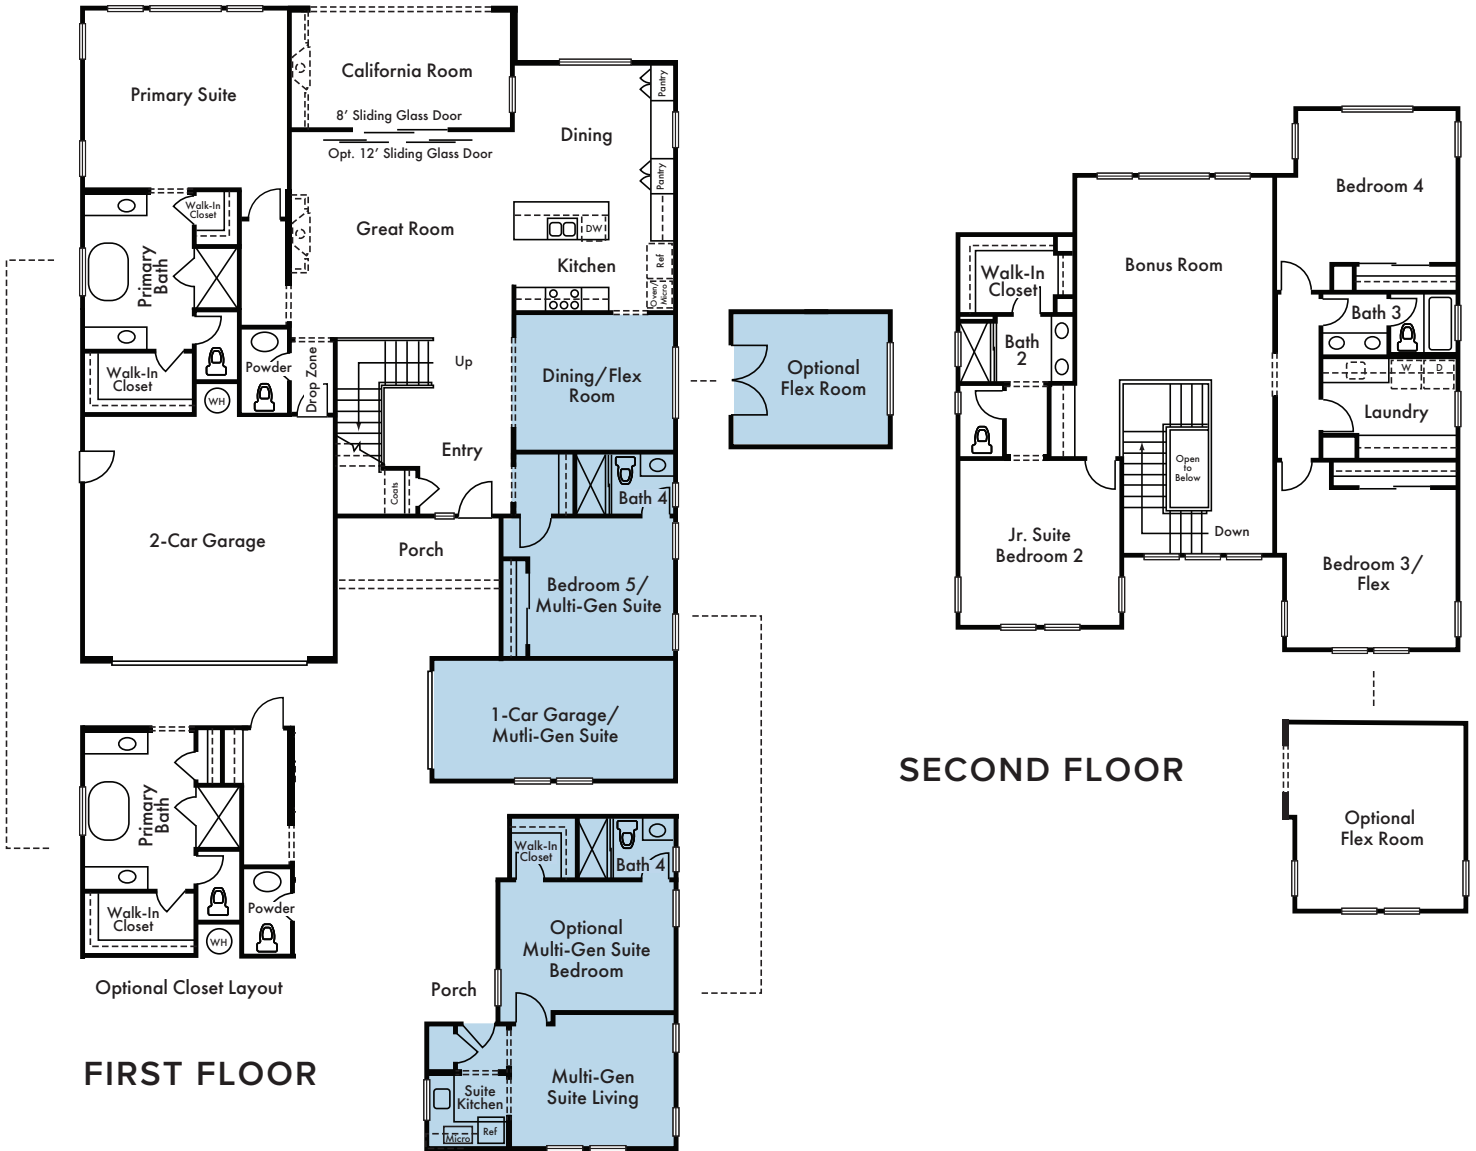 Primary Suite
California Room
8’ Sliding Glass Door
Opt. 12’ Sliding Glass Door
Dining
Pantry
Pantry
Walk-In
Closet
Great Room
DW
Kitchen
Ref
Oven/
Micro
Primary
Bath
Walk-In
Closet
WH
Powder
Drop Zone
Up
Dining/Flex
Room
Optional
Flex Room
Entry
Coats
Bath 4
2-Car Garage
Porch
Bedroom 5/
Multi-Gen Suite
1-Car Garage/
Mutli-Gen Suite
Primary
Bath
Walk-In
Closet
WH
Powder
Optional Closet Layout
Walk-In
Closet
Bath 4
Optional
Multi-Gen Suite
Bedroom
Porch
Suite
Kitchen
Micro
Ref
Multi-Gen
Suite Living
FIRST FLOOR
Bedroom 4
Bonus Room
Walk-In
Closet
Bath
2
Bath 3
W
D
Laundry
Open
to
Below
Down
Jr. Suite
Bedroom 2
Bedroom 3/
Flex
SECOND FLOOR
Optional
Flex Room